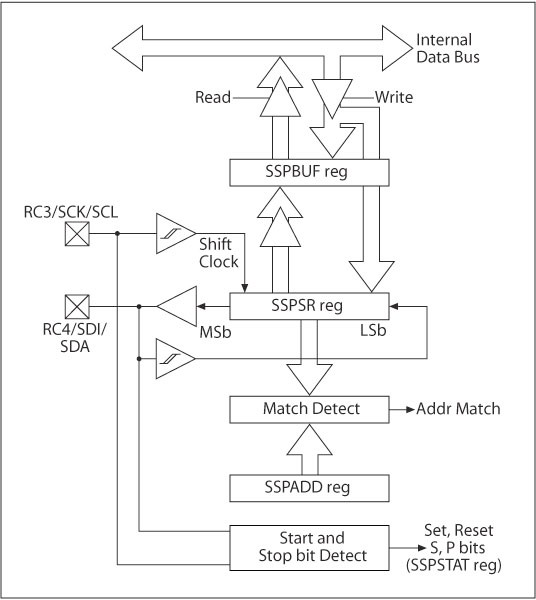 Internal
Data Bus
Read
Write
SSPBUF reg
RC3/SCK/SCL
Shift
Clock
SSPSR reg
MSb
LSb
RC4/SDI/
SDA
Match Detect
Addr Match
SSPADD reg
Start and
Stop bit Detect
Set, Reset
S, P bits
(SSPSTAT reg)